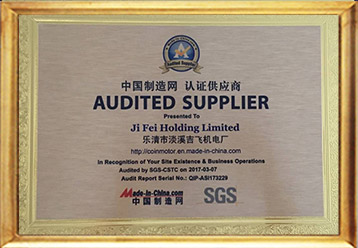 Audited Supplier
中国制造网 认证供应商
AUDITED SUPPLIER
Presented To
Ji Fei Holding Limited
乐清市淡溪吉飞机电厂
http://coinmotor.en.made-in-china.com
In Recognition of Your Site Existence & Business Operations
Audited by SGS-CSTC on 2017-03-07
Audit Report Serial No.: QIP-ASI173229
Made-in-China.com
中国制造网
SGS